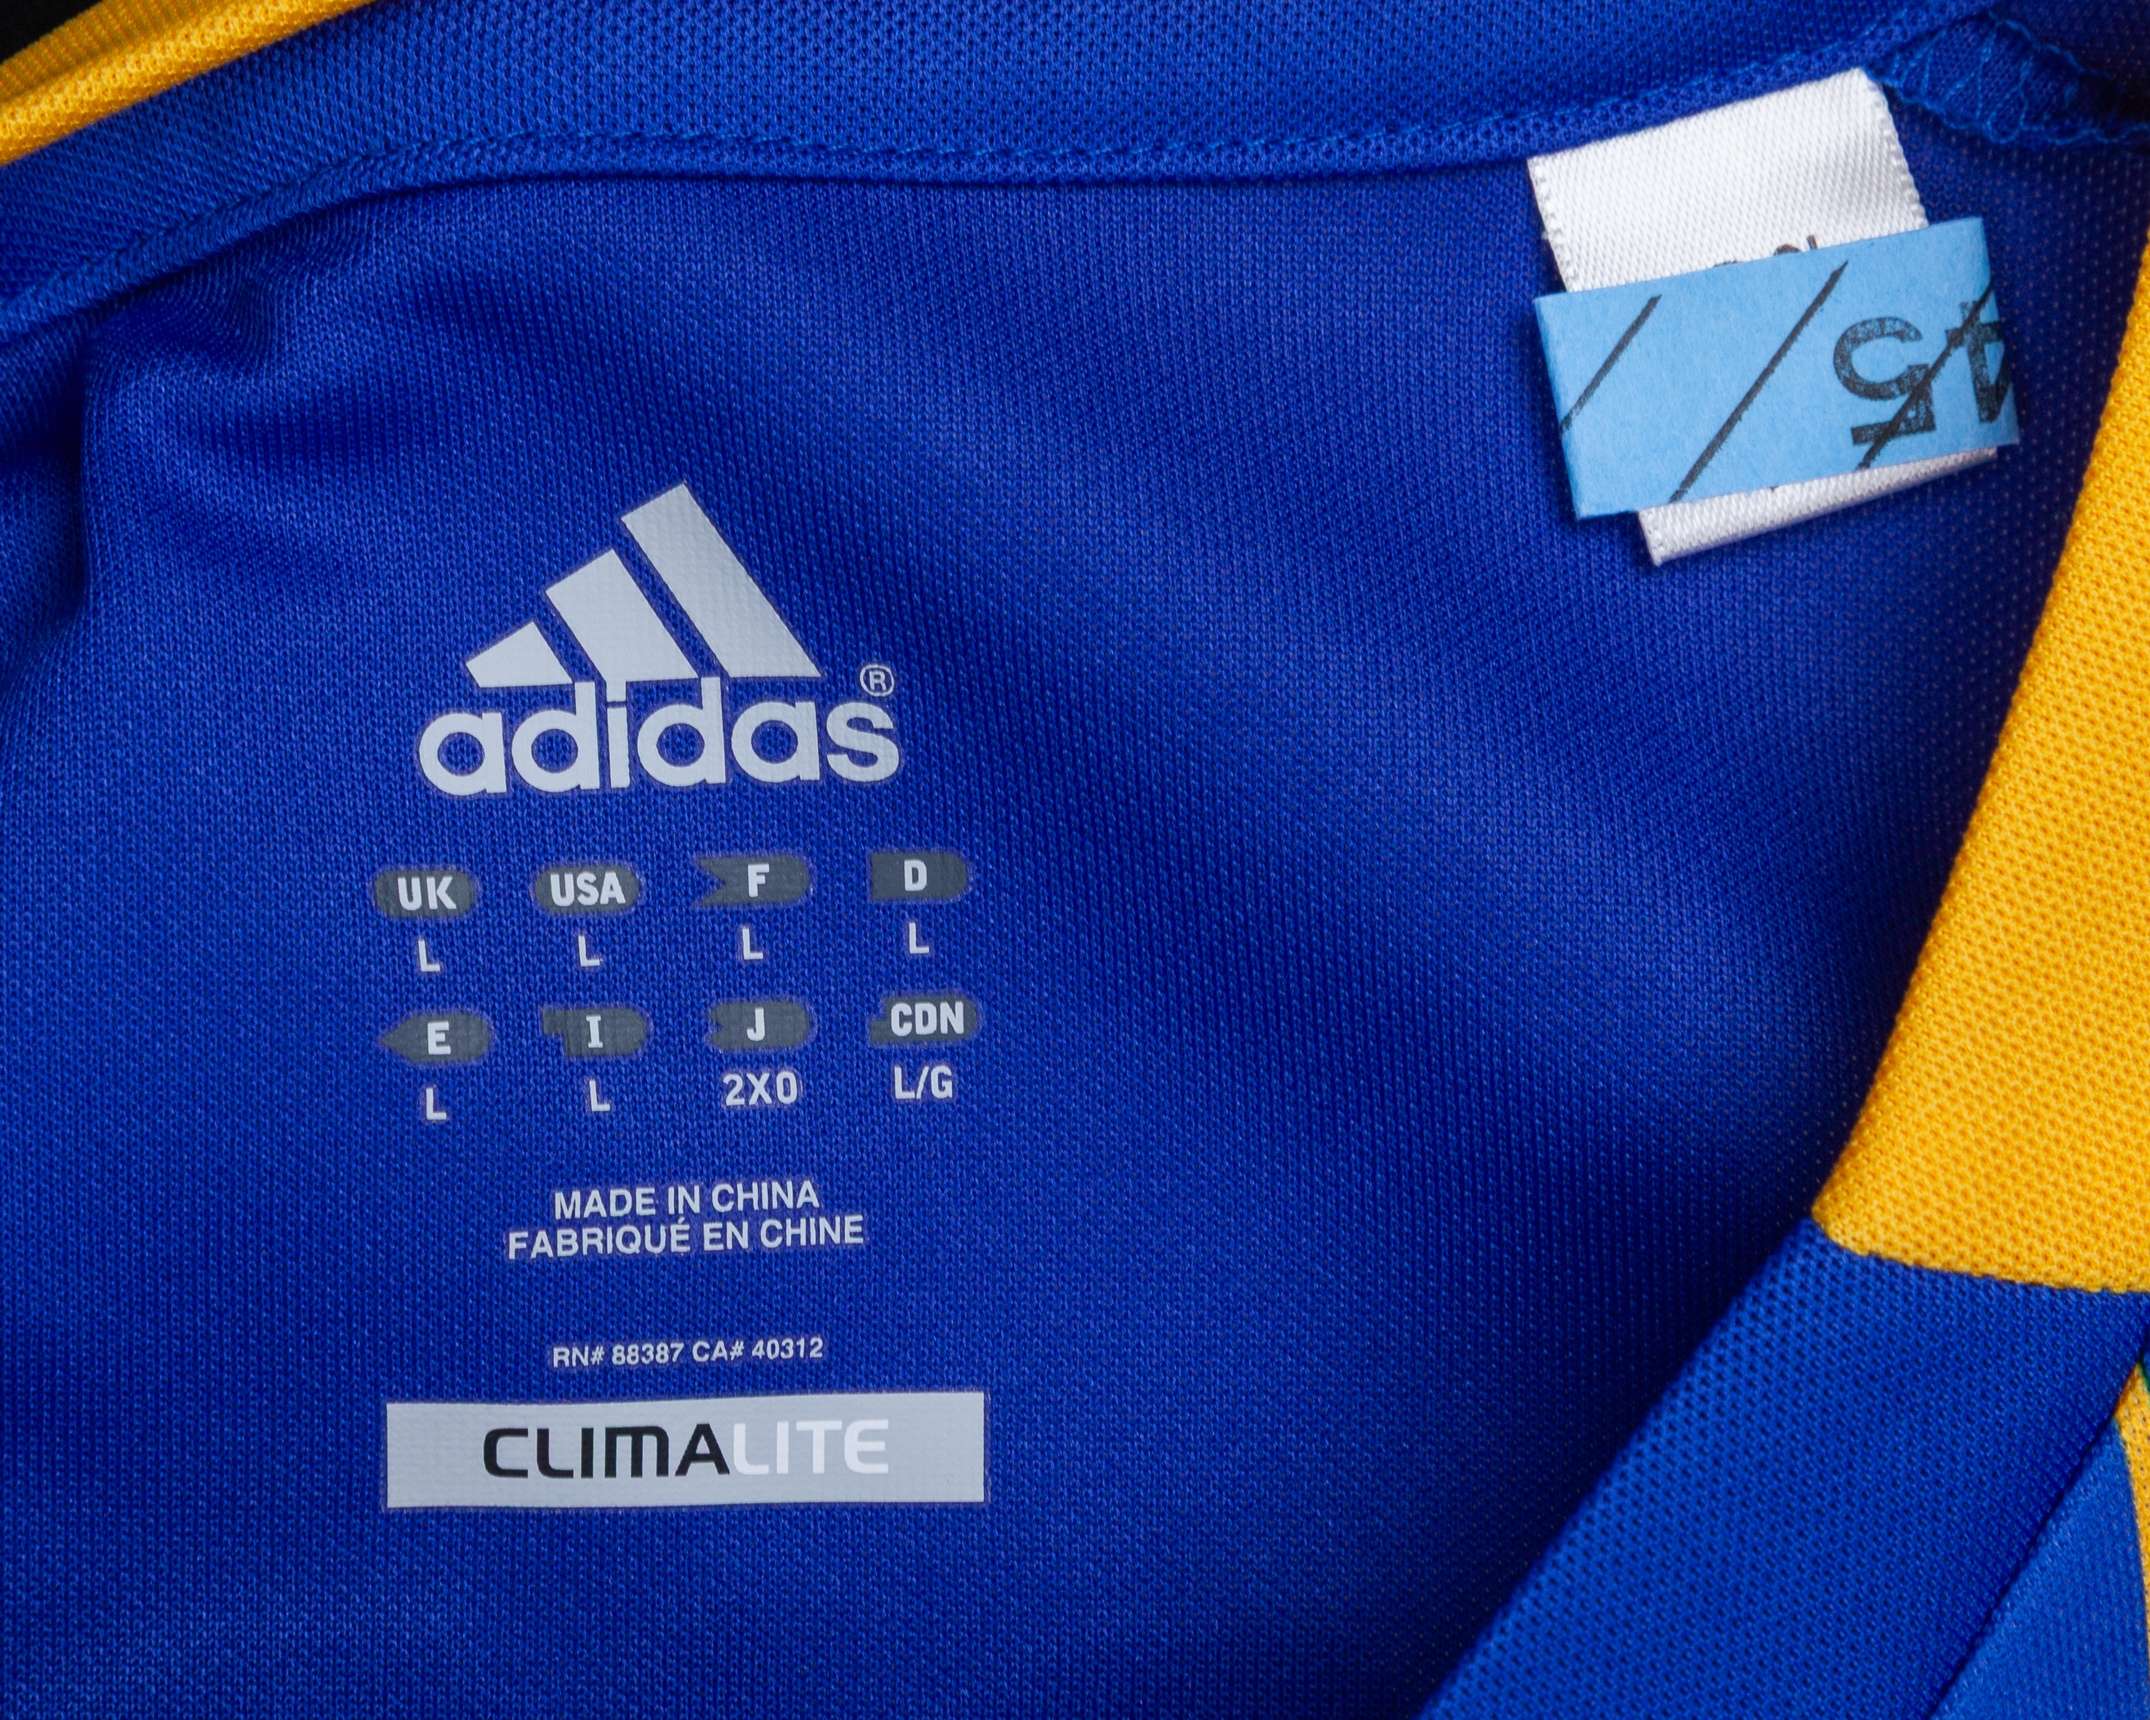 adidas®
UK USA F D
L L L L
E I J CDN
L L 2XO L/G
MADE IN CHINA
FABRIQUÉ EN CHINE
RN# 88387 CA# 40312
CLIMALITE